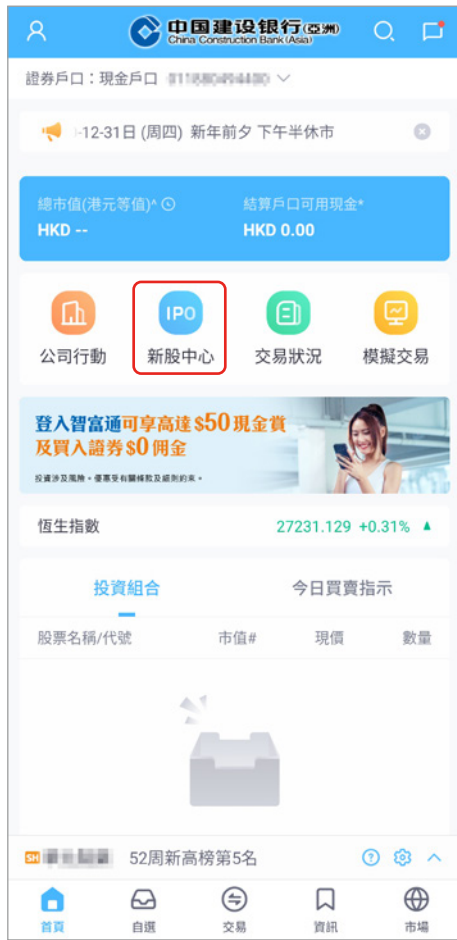 中国建设银行(亞洲)
China Construction Bank (Asia)
證券戶口：現金戶口
-12-31日 (周四) 新年前夕 下午半休市
總市值(港元等值)^ 結算戶口可用現金*
HKD -- HKD 0.00
IPO
公司行動 新股中心 交易狀況 模擬交易
登入智富通可享高達$50現金賞
及買入證券$0佣金
投資涉及風險。優惠受有關條款及細則約束。
恆生指數 27231.129 +0.31% ▲
投資組合 今日買賣指示
股票名稱/代號 市值# 現價 數量
SH 52周新高榜第5名
首頁 自選 交易 資訊 市場